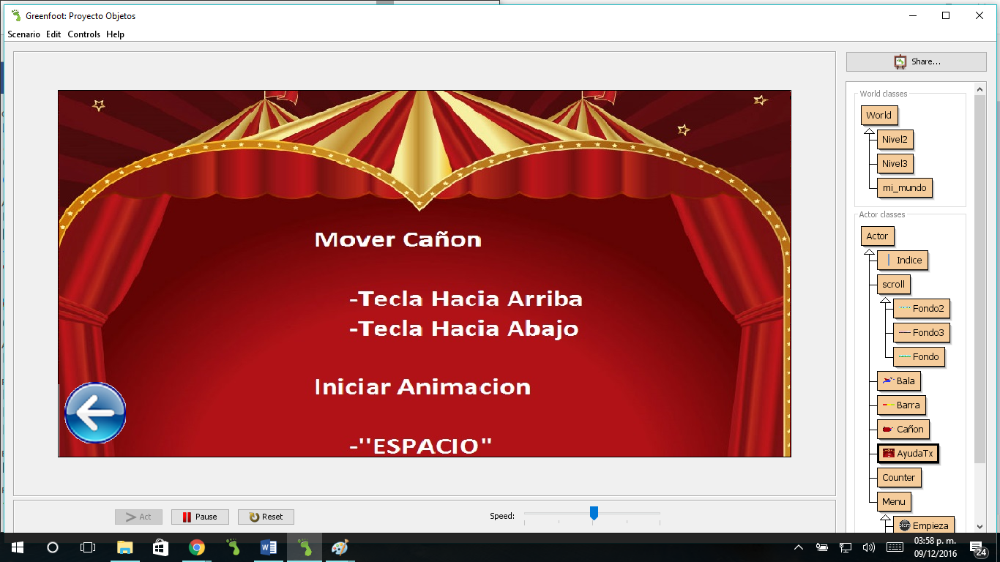 Greenfoot: Proyecto Objetos
Scenario Edit Controls Help
Share...
Mover Cañon
-Tecla Hacia Arriba
-Tecla Hacia Abajo
Iniciar Animacion
-''ESPACIO"
World classes
World
Nivel2
Nivel3
mi_mundo
Actor classes
Actor
Indice
scroll
Fondo2
Fondo3
Fondo
Bala
Barra
Cañon
AyudaTx
Counter
Menu
Empieza
Act Pause Reset Speed:
03:58 p. m.
09/12/2016
24